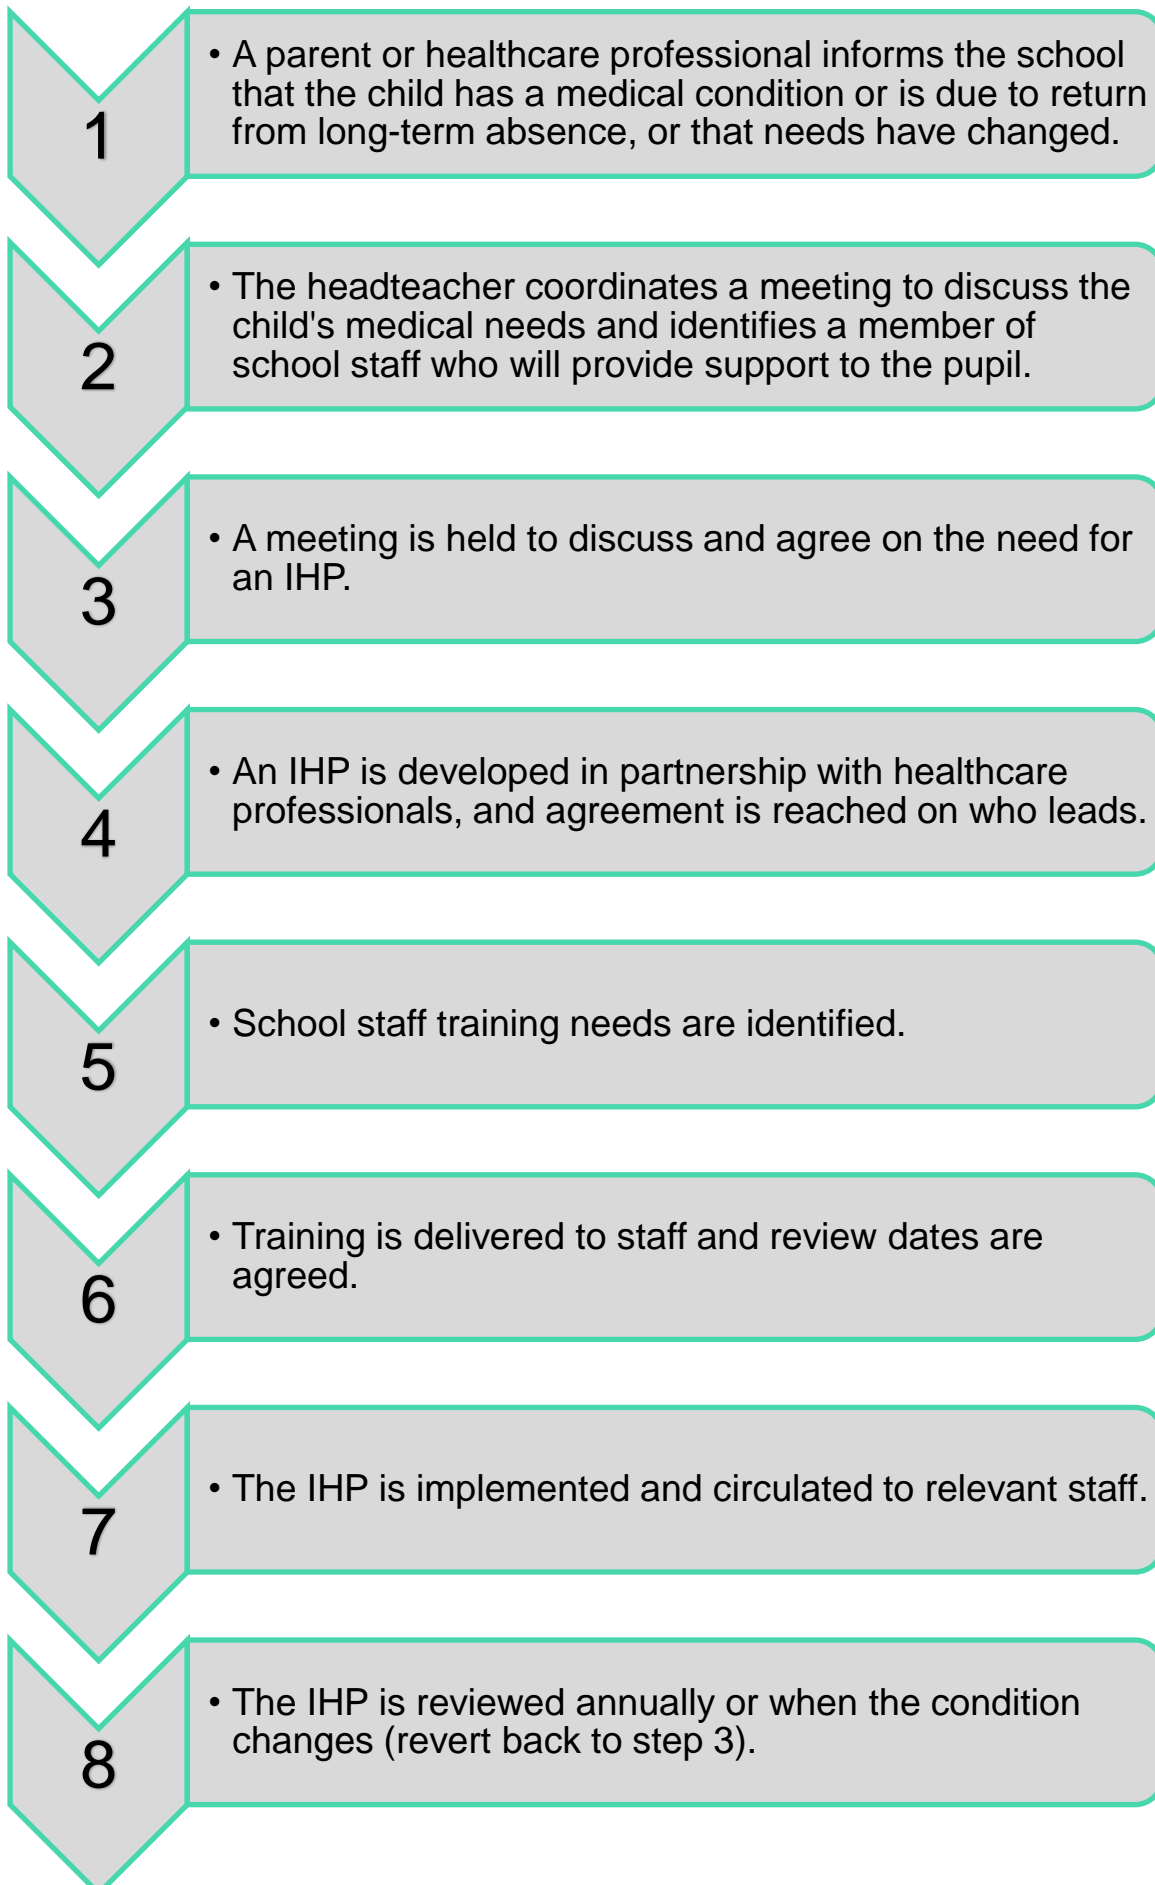 1
• A parent or healthcare professional informs the school
that the child has a medical condition or is due to return
from long-term absence, or that needs have changed.
2
• The headteacher coordinates a meeting to discuss the
child's medical needs and identifies a member of
school staff who will provide support to the pupil.
3
• A meeting is held to discuss and agree on the need for
an IHP.
4
• An IHP is developed in partnership with healthcare
professionals, and agreement is reached on who leads.
5
• School staff training needs are identified.
6
• Training is delivered to staff and review dates are
agreed.
7
• The IHP is implemented and circulated to relevant staff.
8
• The IHP is reviewed annually or when the condition
changes (revert back to step 3).